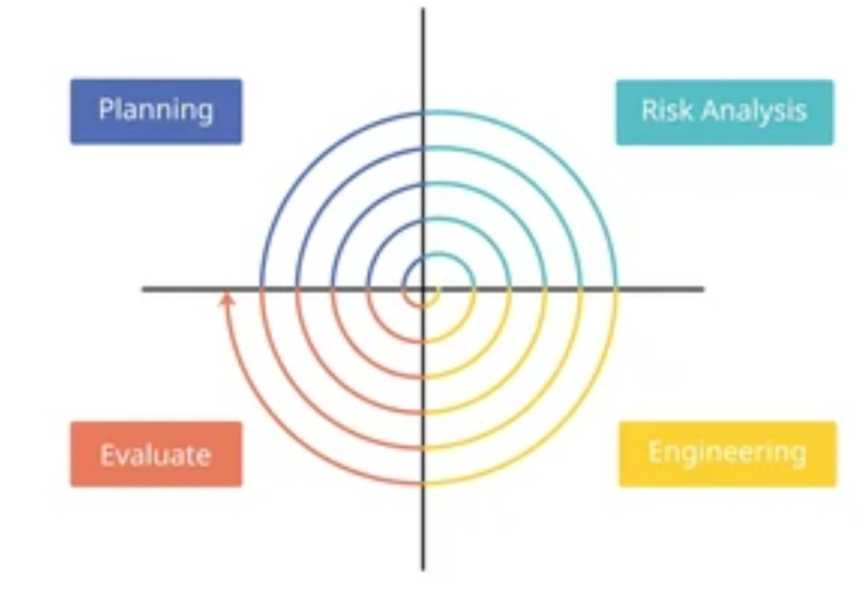 Planning
Risk Analysis
Evaluate
Engineering